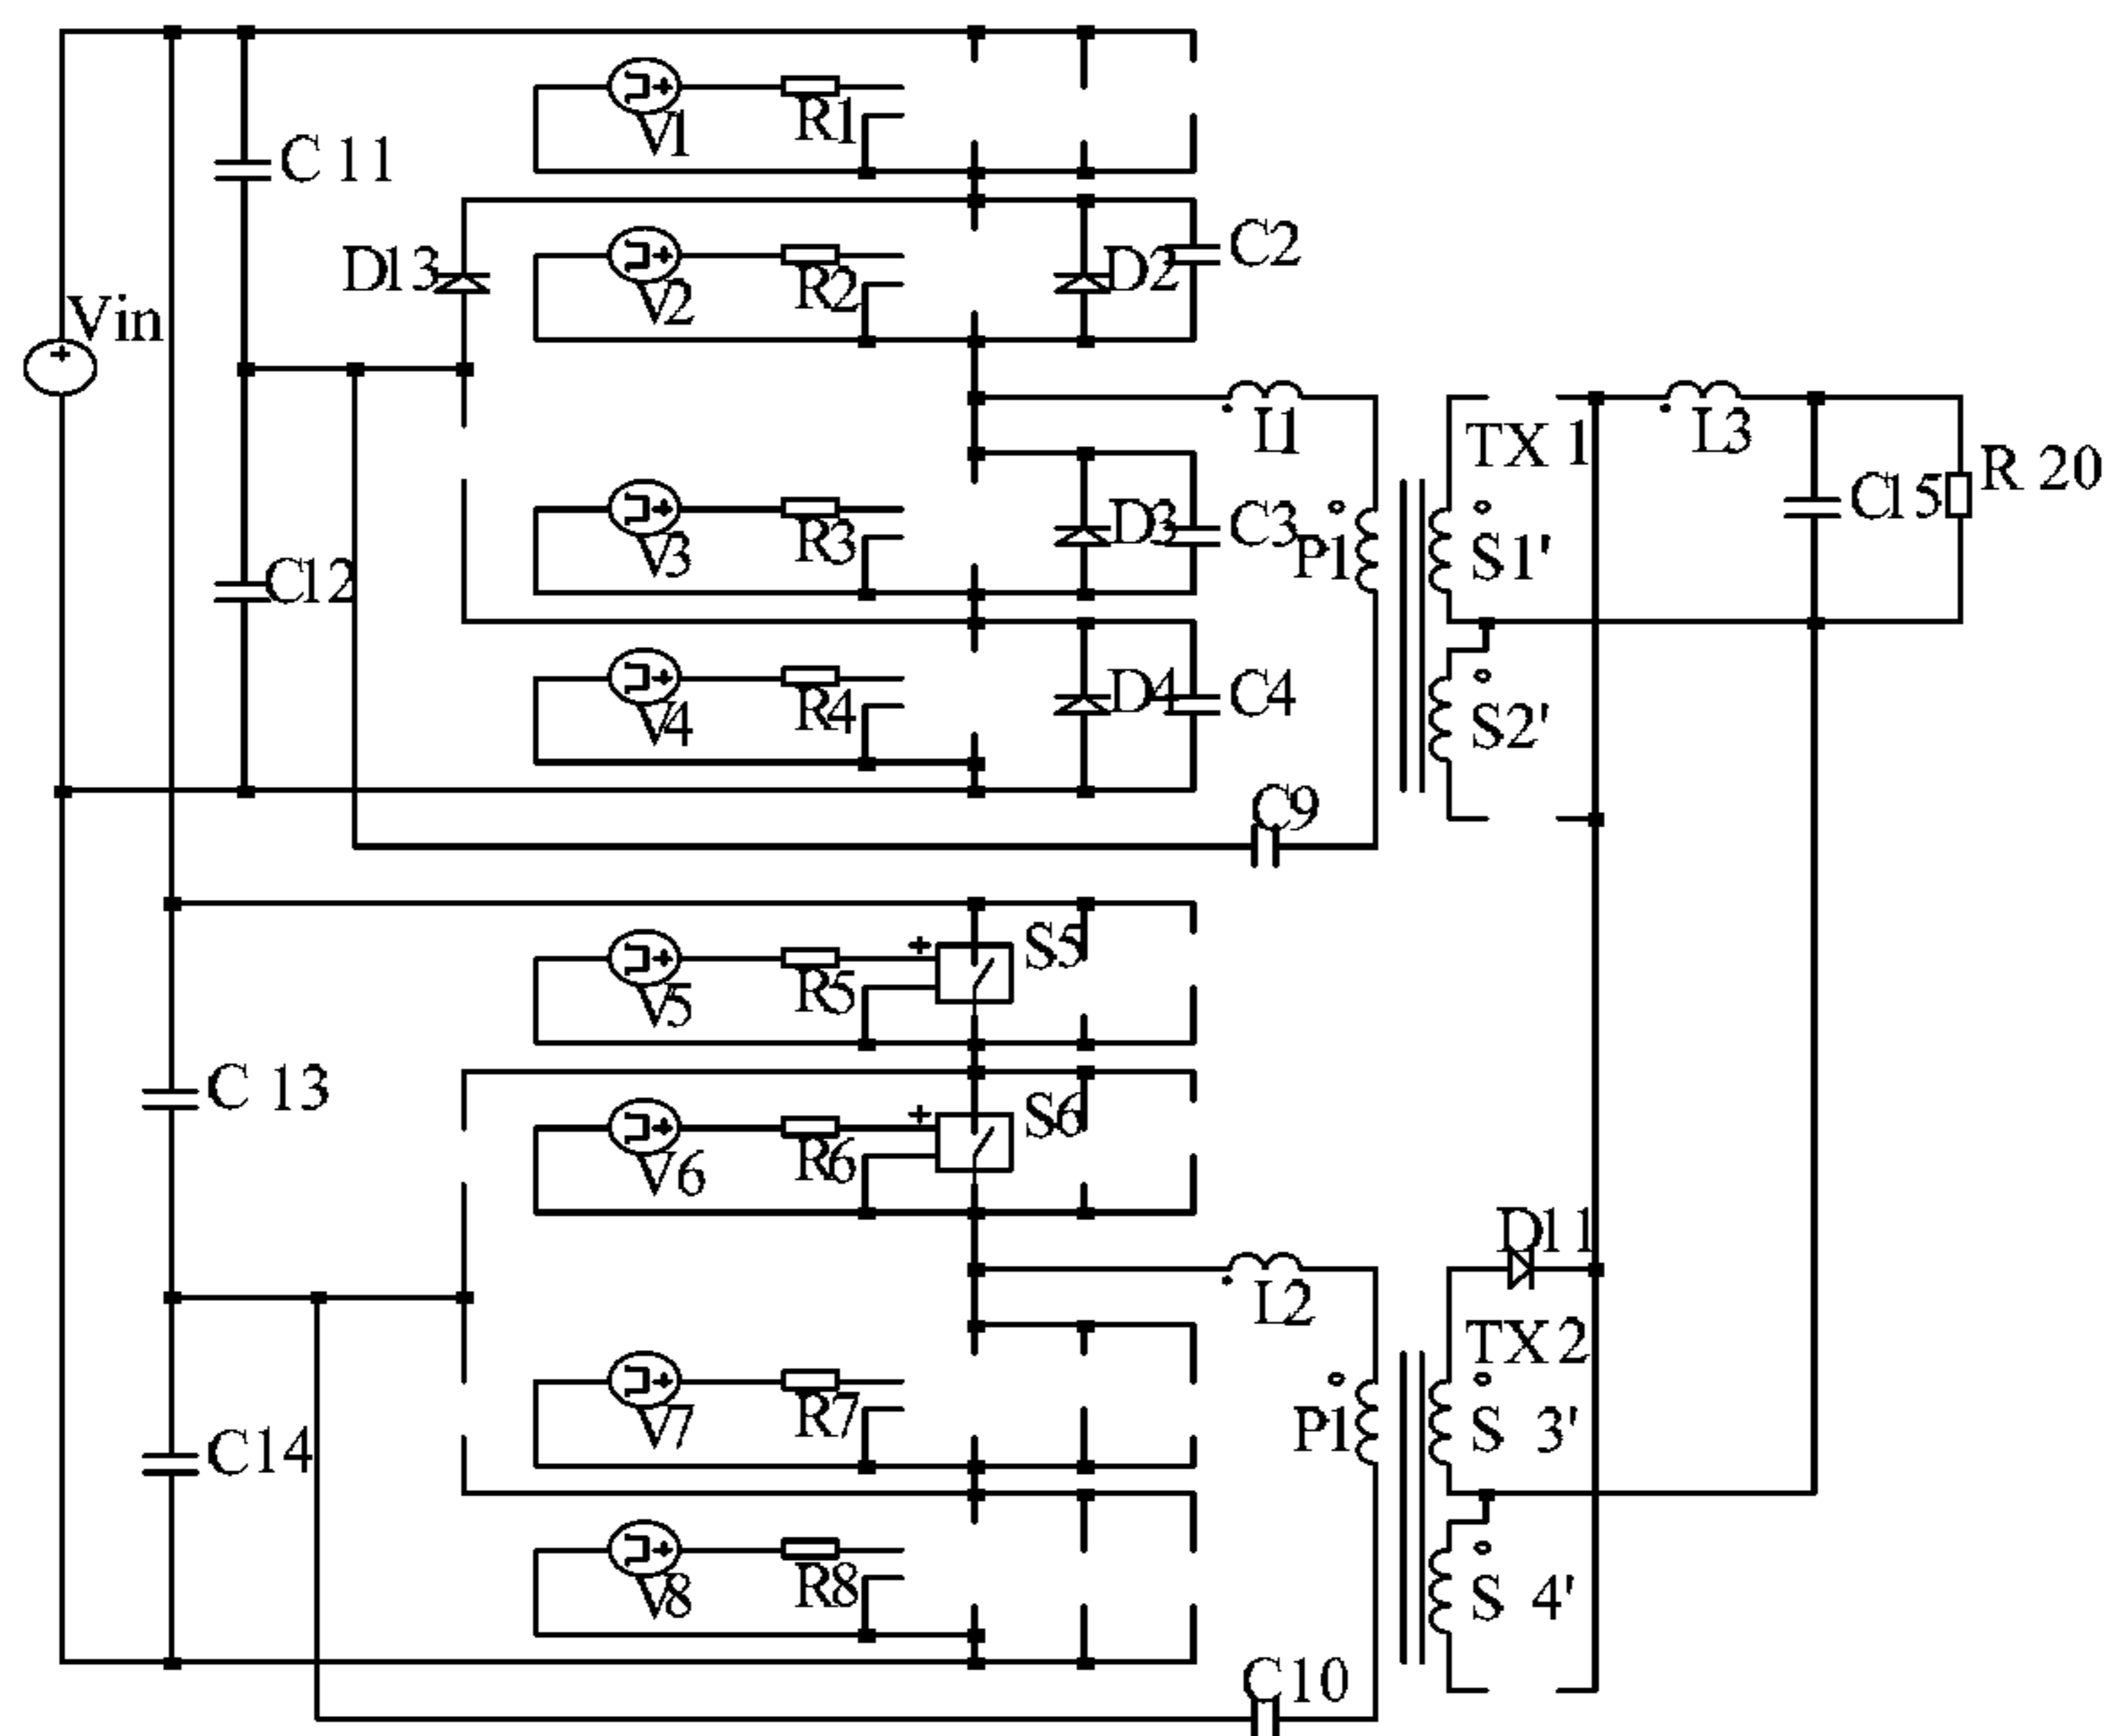 Vin
C 11
V1
R1
D13
V2
R2
D2
C2
L1
TX 1
L3
C12
V3
R3
D3
C3
P1
S1'
C15
R 20
V4
R4
D4
C4
S2'
C9
V5
R5
+
S5
C 13
V6
R6
+
S6
L2
D11
TX 2
C14
V7
R7
P1
S 3'
V8
R8
S 4'
C10